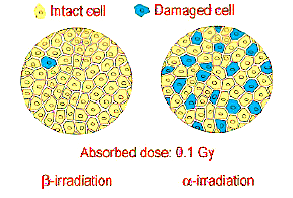 Intact cell Damaged cell
Absorbed dose: 0.1 Gy
β-irradiation α-irradiation